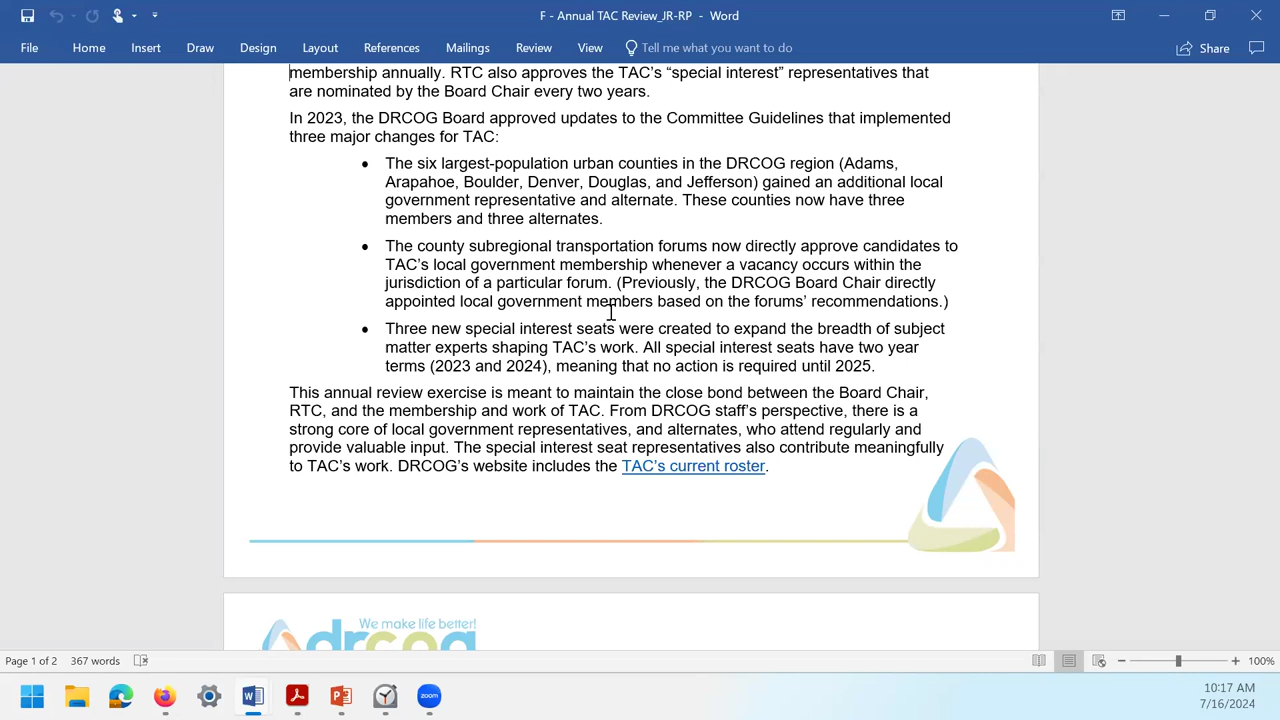 F - Annual TAC Review_JR-RP - Word
File Home Insert Draw Design Layout References Mailings Review View Tell me what you want to do Share
membership annually. RTC also approves the TAC's “special interest” representatives that
are nominated by the Board Chair every two years.
In 2023, the DRCOG Board approved updates to the Committee Guidelines that implemented
three major changes for TAC:
• The six largest-population urban counties in the DRCOG region (Adams,
Arapahoe, Boulder, Denver, Douglas, and Jefferson) gained an additional local
government representative and alternate. These counties now have three
members and three alternates.
• The county subregional transportation forums now directly approve candidates to
TAC’s local government membership whenever a vacancy occurs within the
jurisdiction of a particular forum. (Previously, the DRCOG Board Chair directly
appointed local government members based on the forums’ recommendations.)
• Three new special interest seats were created to expand the breadth of subject
matter experts shaping TAC’s work. All special interest seats have two year
terms (2023 and 2024), meaning that no action is required until 2025.
This annual review exercise is meant to maintain the close bond between the Board Chair,
RTC, and the membership and work of TAC. From DRCOG staff’s perspective, there is a
strong core of local government representatives, and alternates, who attend regularly and
provide valuable input. The special interest seat representatives also contribute meaningfully
to TAC’s work. DRCOG’s website includes the TAC’s current roster.
We make life better!
drcog
Page 1 of 2 367 words 100%
zoom
10:17 AM
7/16/2024